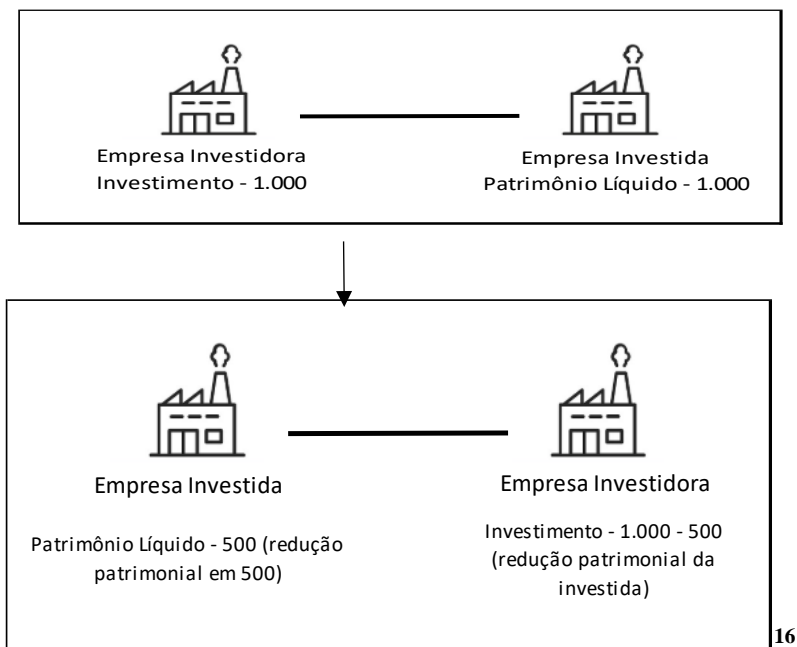 Empresa Investidora
Investimento - 1.000
Empresa Investida
Patrimônio Líquido - 1.000
Empresa Investida
Patrimônio Líquido - 500 (redução
patrimonial em 500)
Empresa Investidora
Investimento - 1.000 - 500
(redução patrimonial da
investida)
16